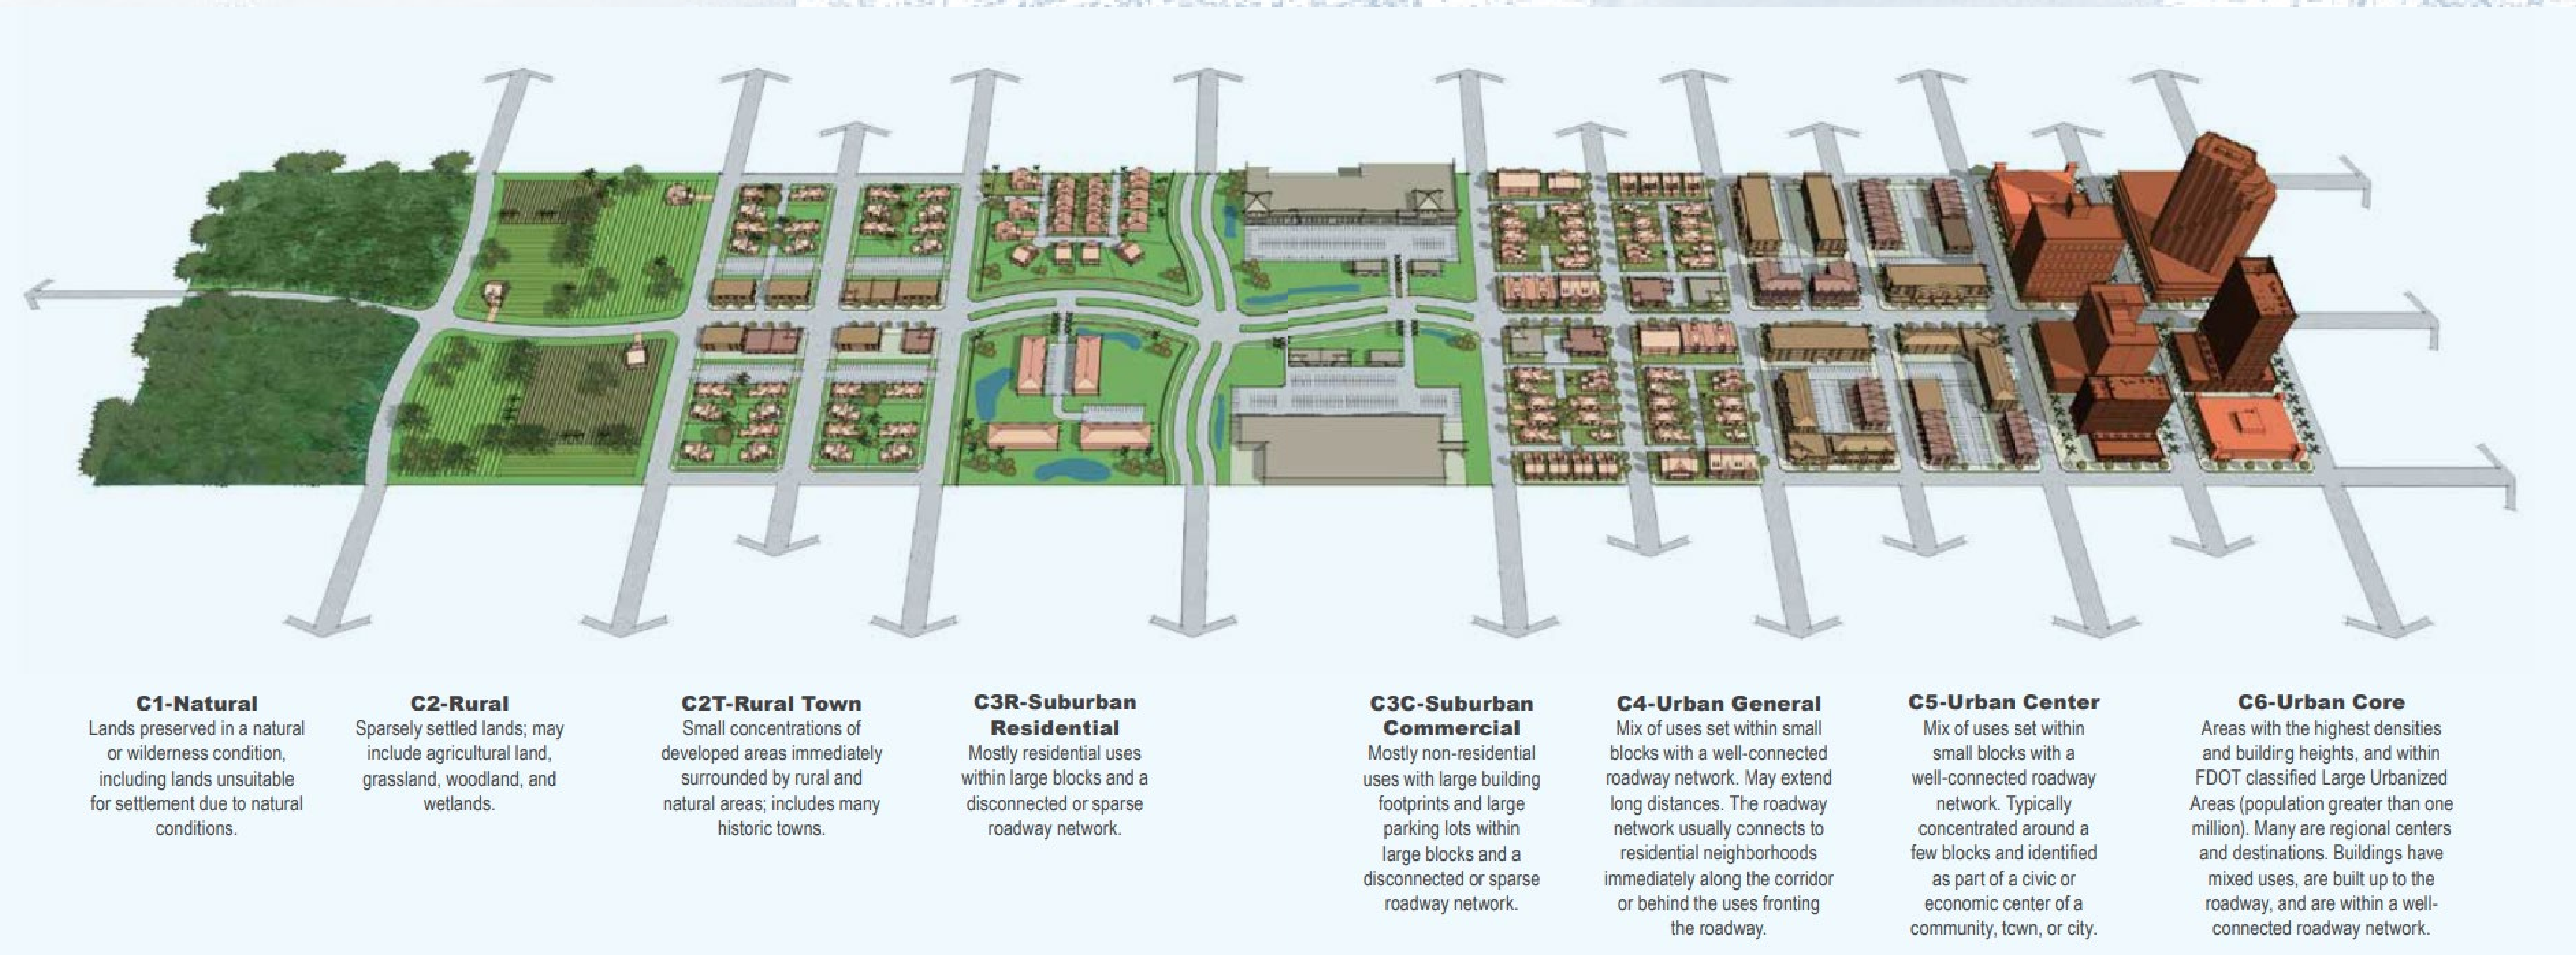 C1-Natural
Lands preserved in a natural
or wilderness condition,
including lands unsuitable
for settlement due to natural
conditions.
C2-Rural
Sparsely settled lands; may
include agricultural land,
grassland, woodland, and
wetlands.
C2T-Rural Town
Small concentrations of
developed areas immediately
surrounded by rural and
natural areas; includes many
historic towns.
C3R-Suburban
Residential
Mostly residential uses
within large blocks and a
disconnected or sparse
roadway network.
C3C-Suburban
Commercial
Mostly non-residential
uses with large building
footprints and large
parking lots within
large blocks and a
disconnected or sparse
roadway network.
C4-Urban General
Mix of uses set within small
blocks with a well-connected
roadway network. May extend
long distances. The roadway
network usually connects to
residential neighborhoods
immediately along the corridor
or behind the uses fronting
the roadway.
C5-Urban Center
Mix of uses set within
small blocks with a
well-connected roadway
network. Typically
concentrated around a
few blocks and identified
as part of a civic or
economic center of a
community, town, or city.
C6-Urban Core
Areas with the highest densities
and building heights, and within
FDOT classified Large Urbanized
Areas (population greater than one
million). Many are regional centers
and destinations. Buildings have
mixed uses, are built up to the
roadway, and are within a well-
connected roadway network.